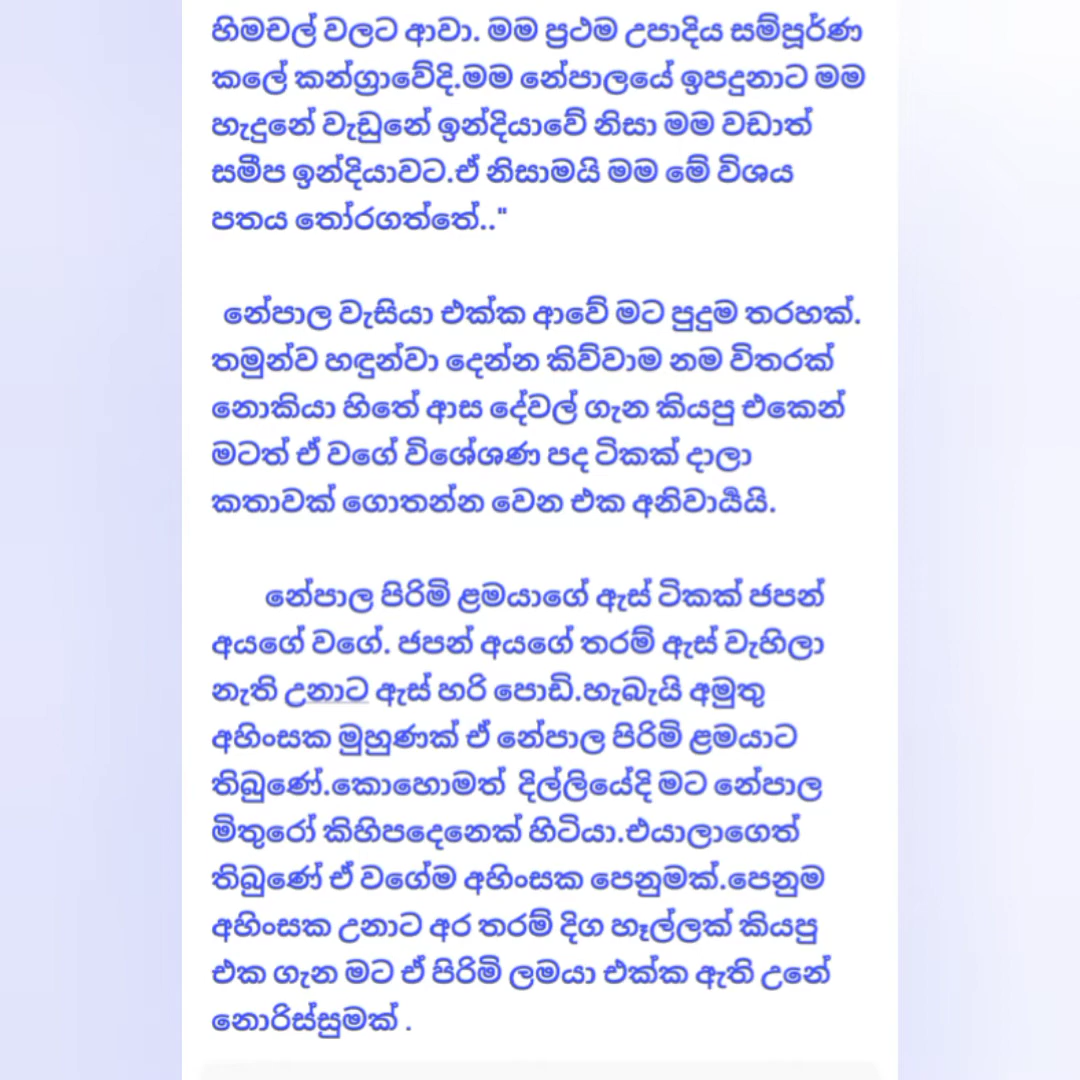 හිමචල් වලට ආවා. මම ප්‍රථම උපාදිය සම්පූර්ණ
කලේ කන්ග්‍රාවේදි.මම නේපාලයේ ඉපදුනාට මම
හැදුනේ වැඩුනේ ඉන්දියාවේ නිසා මම වඩාත්
සමීප ඉන්දියාවට.ඒ නිසාමයි මම මේ විශය
පතය තෝරගත්තේ.."
නේපාල වැසියා එක්ක ආවේ මට පුදුම තරහක්.
තමුන්ව හඳුන්වා දෙන්න කිව්වාම නම විතරක්
නොකියා හිතේ ආස දේවල් ගැන කියපු එකෙන්
මටත් ඒ වගේ විශේශණ පද ටිකක් දාලා
කතාවක් ගොතන්න වෙන එක අනිවාර්‍යයි.
නේපාල පිරිමි ළමයාගේ ඇස් ටිකක් ජපන්
අයගේ වගේ. ජපන් අයගේ තරම් ඇස් වැහිලා
නැති උනාට ඇස් හරි පොඩි.හැබැයි අමුතු
අහිංසක මුහුණක් ඒ නේපාල පිරිමි ළමයාට
තිබුණේ.කොහොමත් දිල්ලියේදි මට නේපාල
මිතුරෝ කිහිපදෙනෙක් හිටියා.එයාලාගෙත්
තිබුණේ ඒ වගේම අහිංසක පෙනුමක්.පෙනුම
අහිංසක උනාට අර තරම් දිග හෑල්ලක් කියපු
එක ගැන මට ඒ පිරිමි ලමයා එක්ක ඇති උනේ
නොරිස්සුමක් .